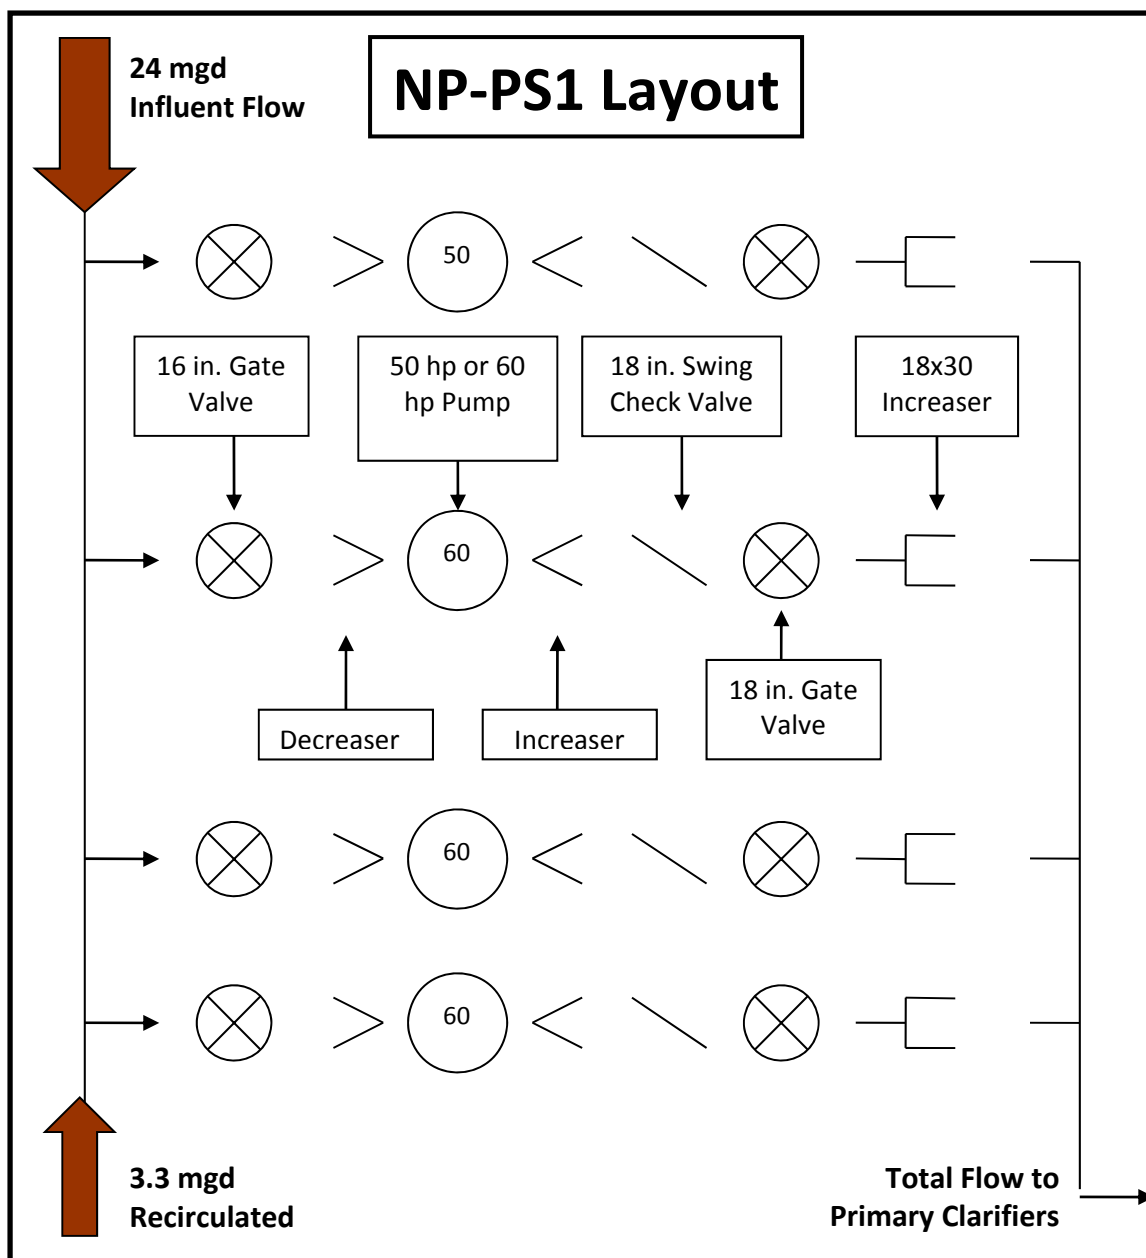 24 mgd
Influent Flow
NP-PS1 Layout
50
16 in. Gate
Valve
50 hp or 60
hp Pump
18 in. Swing
Check Valve
18x30
Increaser
60
Decreaser
Increaser
18 in. Gate
Valve
60
60
3.3 mgd
Recirculated
Total Flow to
Primary Clarifiers